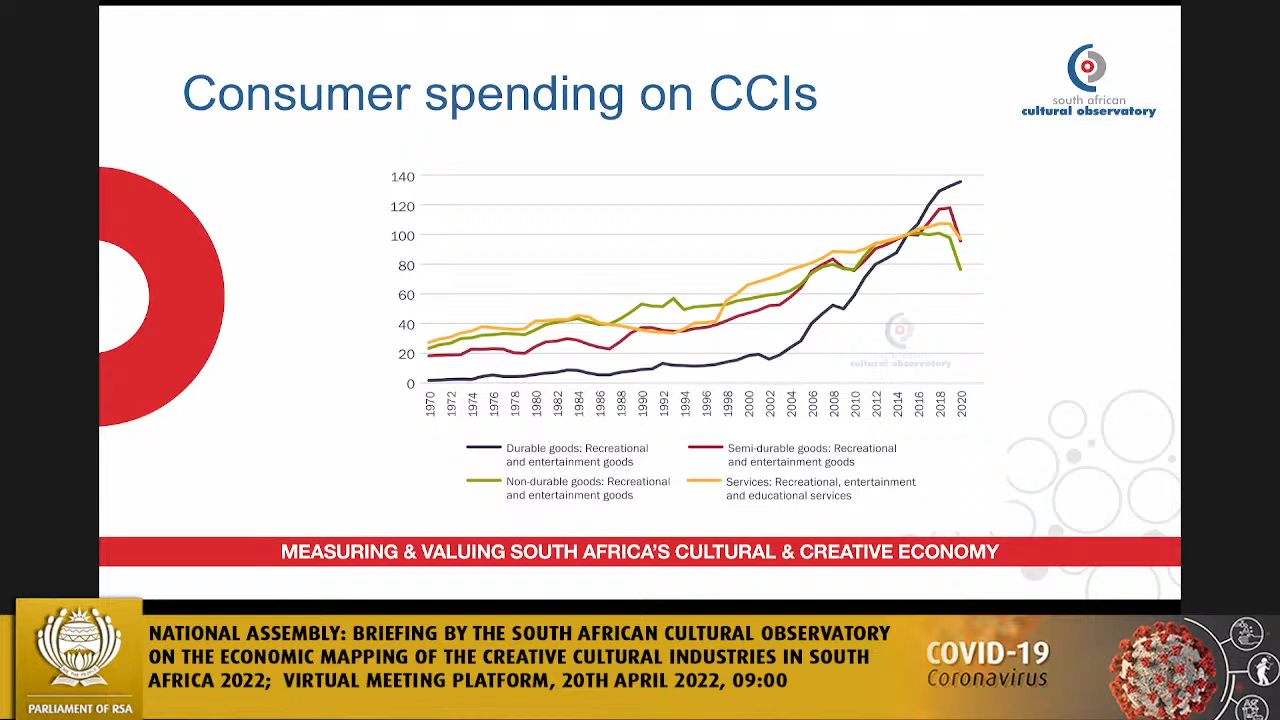 Consumer spending on CCIs
south african
cultural observatory
140
120
100
80
60
40
20
0
1970
1972
1974
1976
1978
1980
1982
1984
1986
1988
1990
1992
1994
1996
1998
2000
2002
2004
2006
2008
2010
2012
2014
2016
2018
2020
south african
cultural observatory
Durable goods: Recreational
and entertainment goods
Semi-durable goods: Recreational
and entertainment goods
Non-durable goods: Recreational
and entertainment goods
Services: Recreational, entertainment
and educational services
MEASURING & VALUING SOUTH AFRICA'S CULTURAL & CREATIVE ECONOMY
NATIONAL ASSEMBLY: BRIEFING BY THE SOUTH AFRICAN CULTURAL OBSERVATORY
ON THE ECONOMIC MAPPING OF THE CREATIVE CULTURAL INDUSTRIES IN SOUTH
AFRICA 2022; VIRTUAL MEETING PLATFORM, 20TH APRIL 2022, 09:00
PARLIAMENT OF RSA
COVID-19
Coronavirus